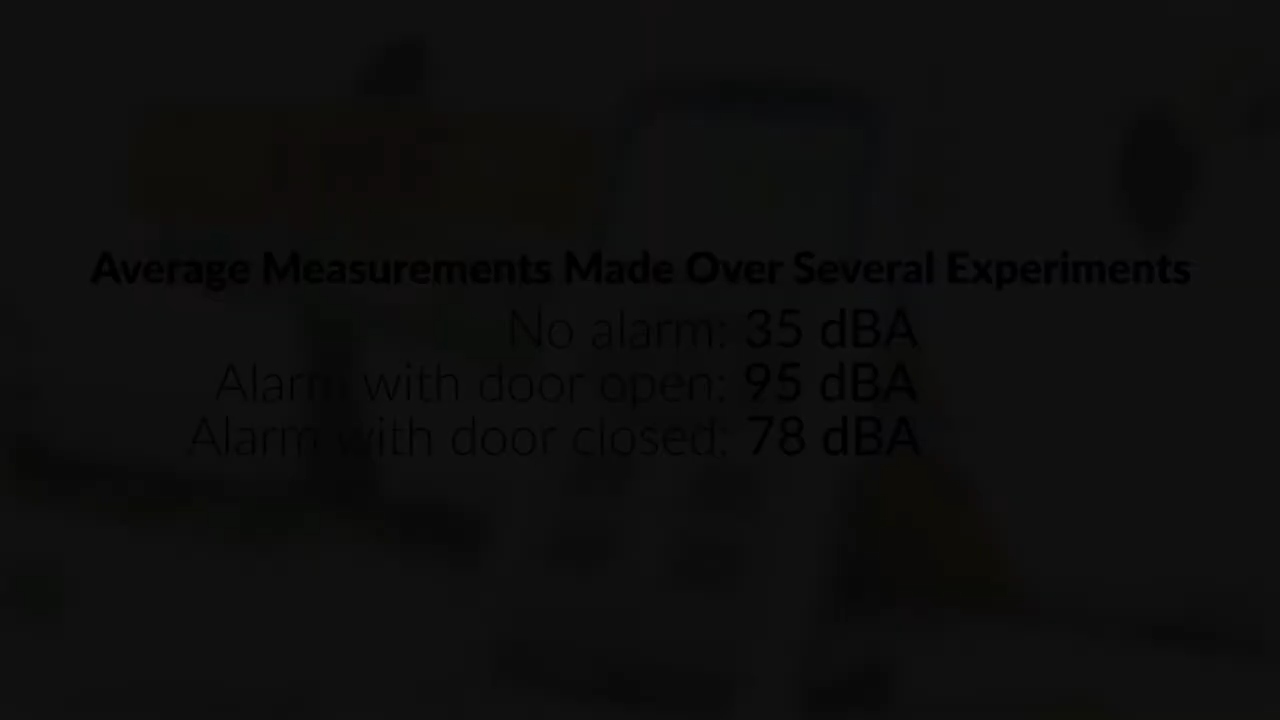 Average Measurements Made Over Several Experiments
No alarm: 35 dBA
Alarm with door open: 95 dBA
Alarm with door closed: 78 dBA